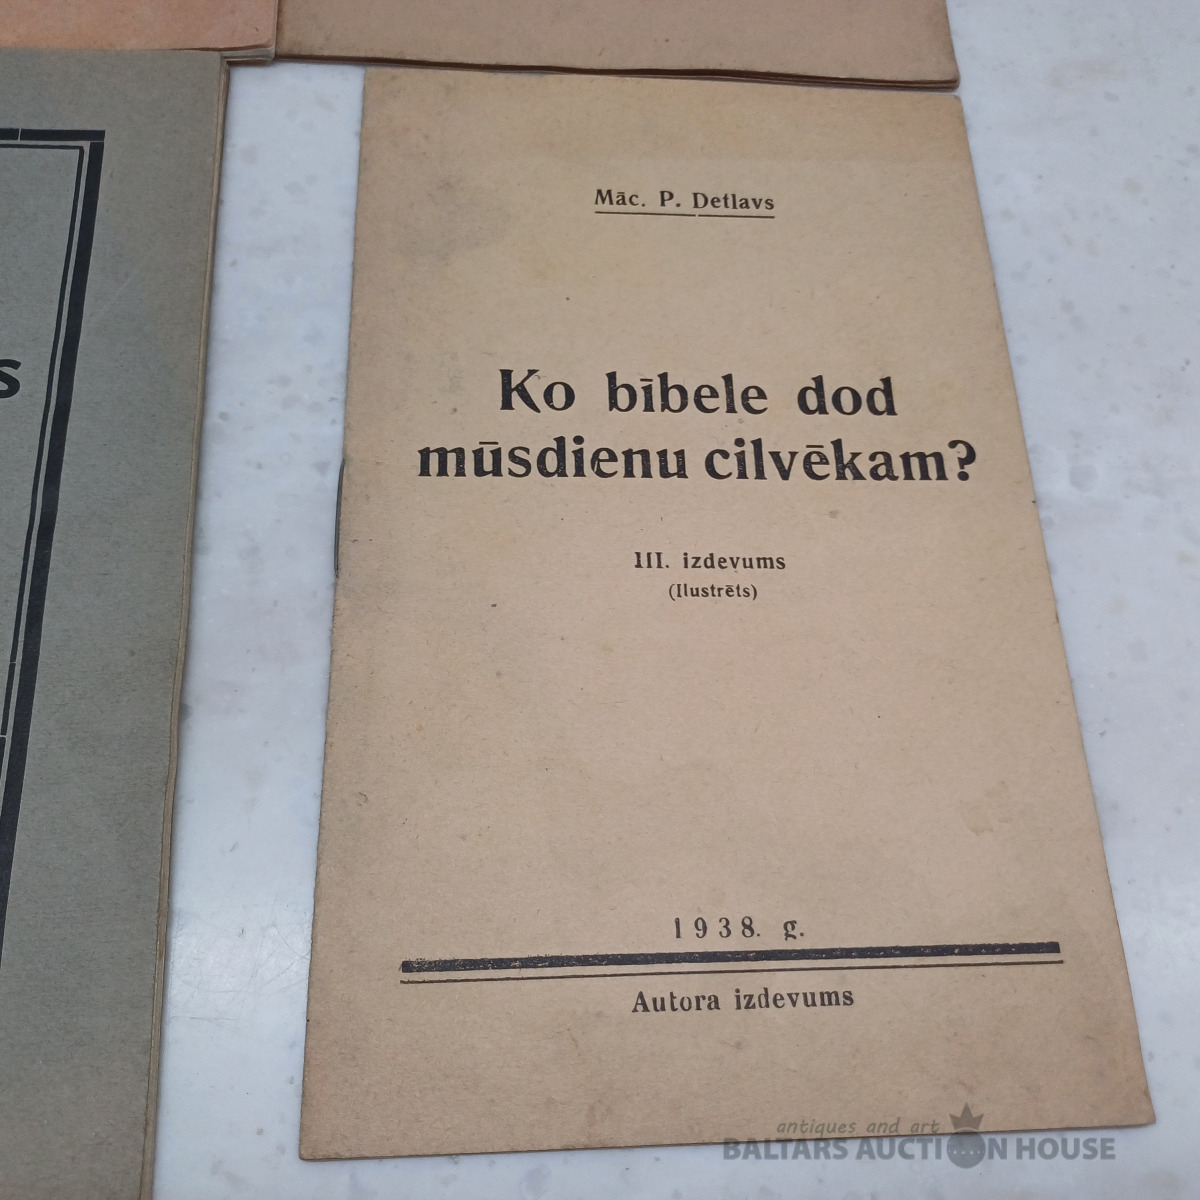 s
Māc. P. Detlavs
Ko bībele dod
mūsdienu cilvēkam?
III. izdevums
(Ilustrēts)
1938. g.
Autora izdevums
antiques and art
BALTARS AUCTION HOUSE